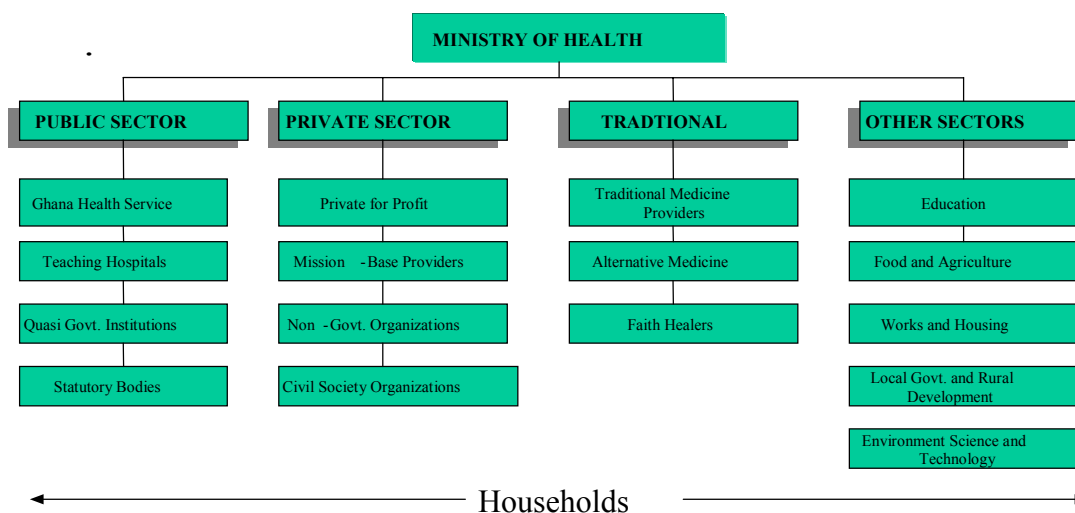 MINISTRY OF HEALTH
PUBLIC SECTOR
Ghana Health Service
Teaching Hospitals
Quasi Govt. Institutions
Statutory Bodies
PRIVATE SECTOR
Private for Profit
Mission -Base Providers
Non -Govt. Organizations
Civil Society Organizations
TRADTIONAL
Traditional Medicine
Providers
Alternative Medicine
Faith Healers
OTHER SECTORS
Education
Food and Agriculture
Works and Housing
Local Govt. and Rural
Development
Environment Science and
Technology
Households